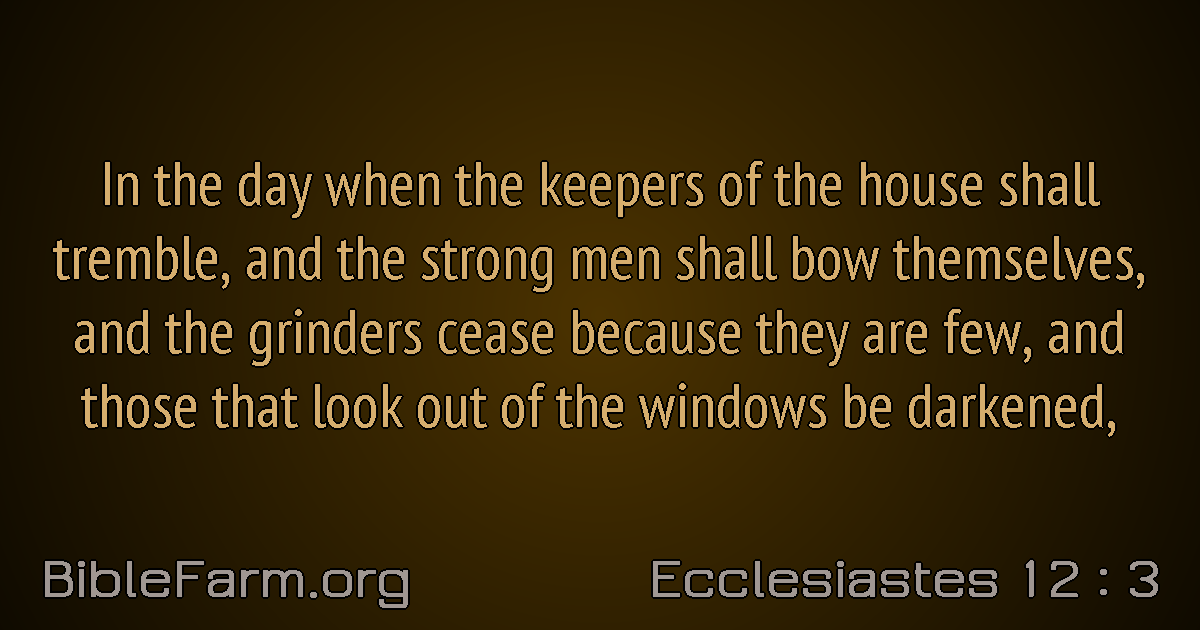 In the day when the keepers of the house shall
tremble, and the strong men shall bow themselves,
and the grinders cease because they are few, and
those that look out of the windows be darkened,
BibleFarm.org
Ecclesiastes 12 : 3